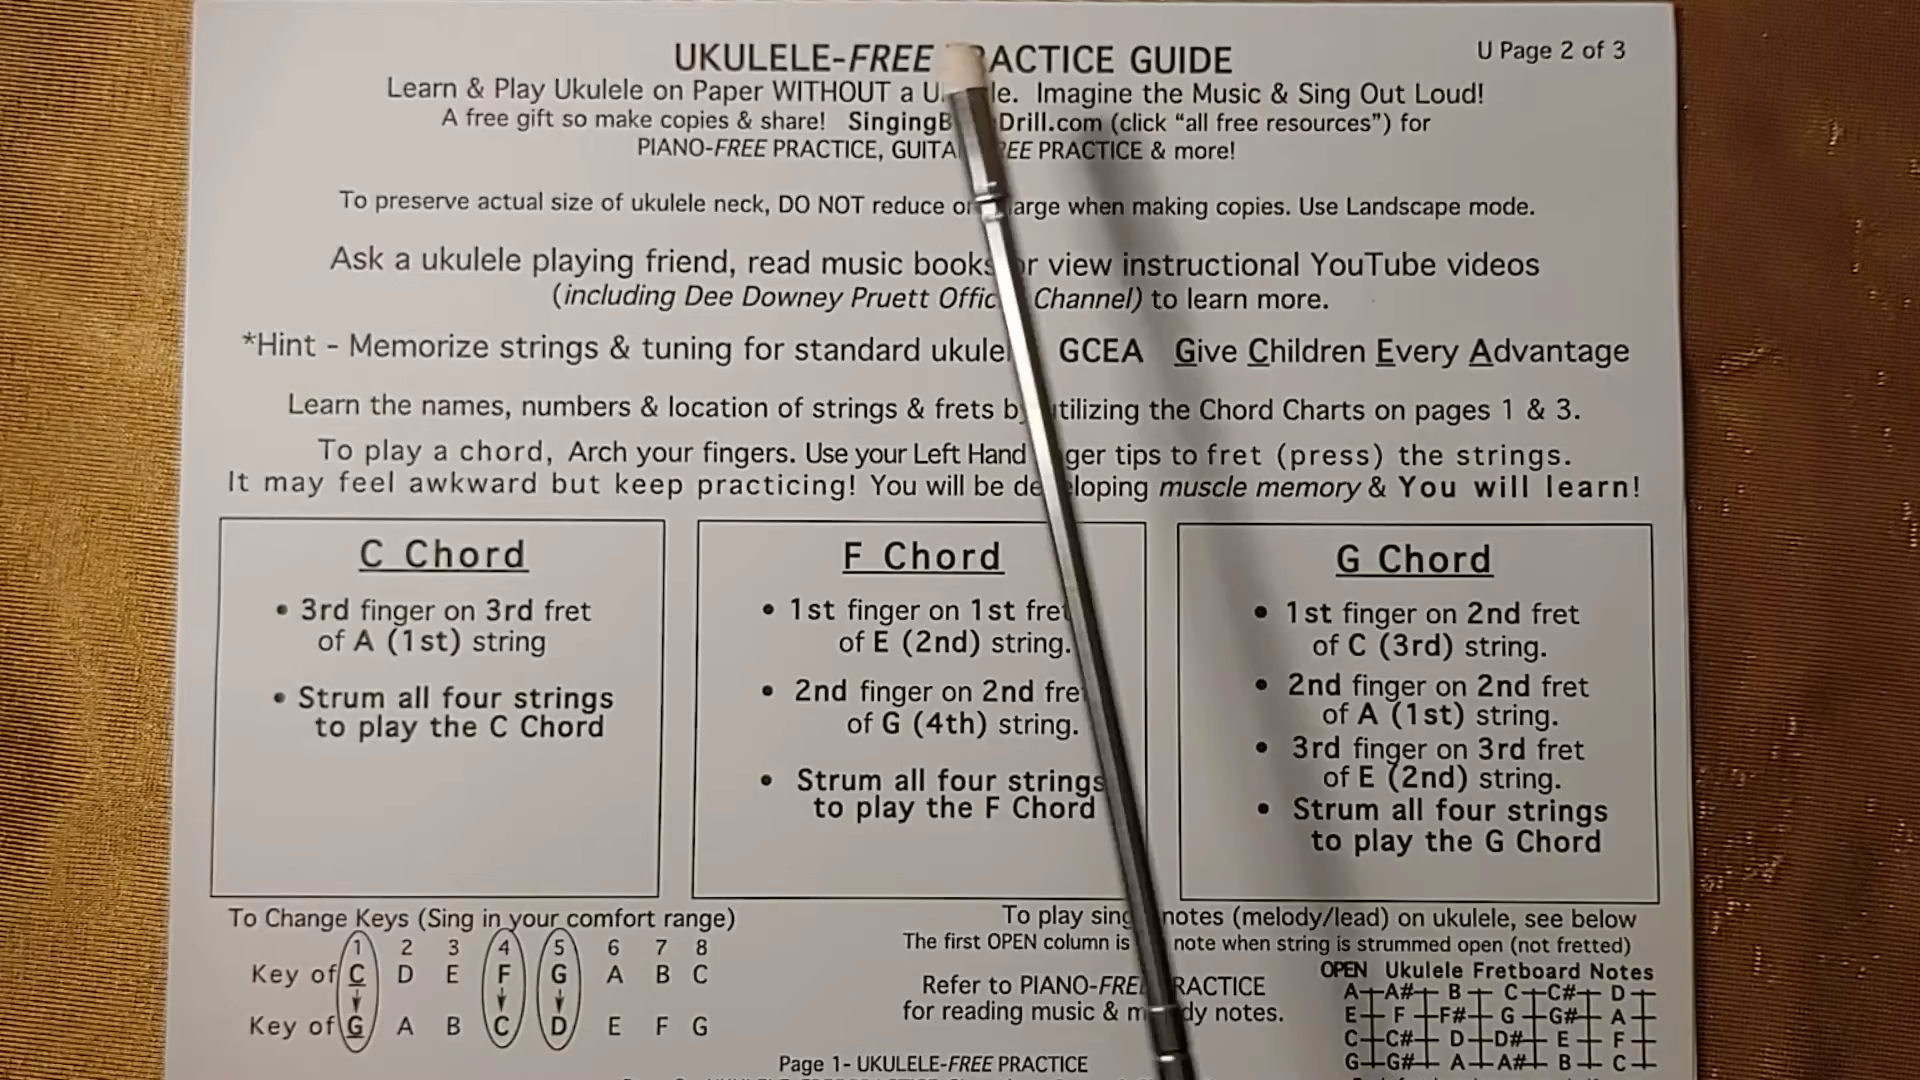 UKULELE-FREE PRACTICE GUIDE
U Page 2 of 3
Learn & Play Ukulele on Paper WITHOUT a U le. Imagine the Music & Sing Out Loud!
A free gift so make copies & share! SingingB Drill.com (click “all free resources”) for
PIANO-FREE PRACTICE, GUITA EE PRACTICE & more!
To preserve actual size of ukulele neck, DO NOT reduce or arge when making copies. Use Landscape mode.
Ask a ukulele playing friend, read music books or view instructional YouTube videos
(including Dee Downey Pruett Offic Channel) to learn more.
*Hint - Memorize strings & tuning for standard ukulel GCEA Give Children Every Advantage
Learn the names, numbers & location of strings & frets by utilizing the Chord Charts on pages 1 & 3.
To play a chord, Arch your fingers. Use your Left Hand ger tips to fret (press) the strings.
It may feel awkward but keep practicing! You will be developing muscle memory & You will learn!
C Chord
• 3rd finger on 3rd fret
of A (1st) string
• Strum all four strings
to play the C Chord
F Chord
• 1st finger on 1st fret
of E (2nd) string.
• 2nd finger on 2nd fre
of G (4th) string.
• Strum all four strings
to play the F Chord
G Chord
• 1st finger on 2nd fret
of C (3rd) string.
• 2nd finger on 2nd fret
of A (1st) string.
• 3rd finger on 3rd fret
of E (2nd) string.
• Strum all four strings
to play the G Chord
To Change Keys (Sing in your comfort range)
1 2 3 4 5 6 7 8
Key of C D E F G A B C
Key of G A B C D E F G
To play sing notes (melody/lead) on ukulele, see below
The first OPEN column is note when string is strummed open (not fretted)
Refer to PIANO-FREE PRACTICE
for reading music & m dy notes.
OPEN Ukulele Fretboard Notes
A A# B C C# D
E F F# G G# A
C C# D D# E F
G G# A A# B C
Page 1- UKULELE-FREE PRACTICE